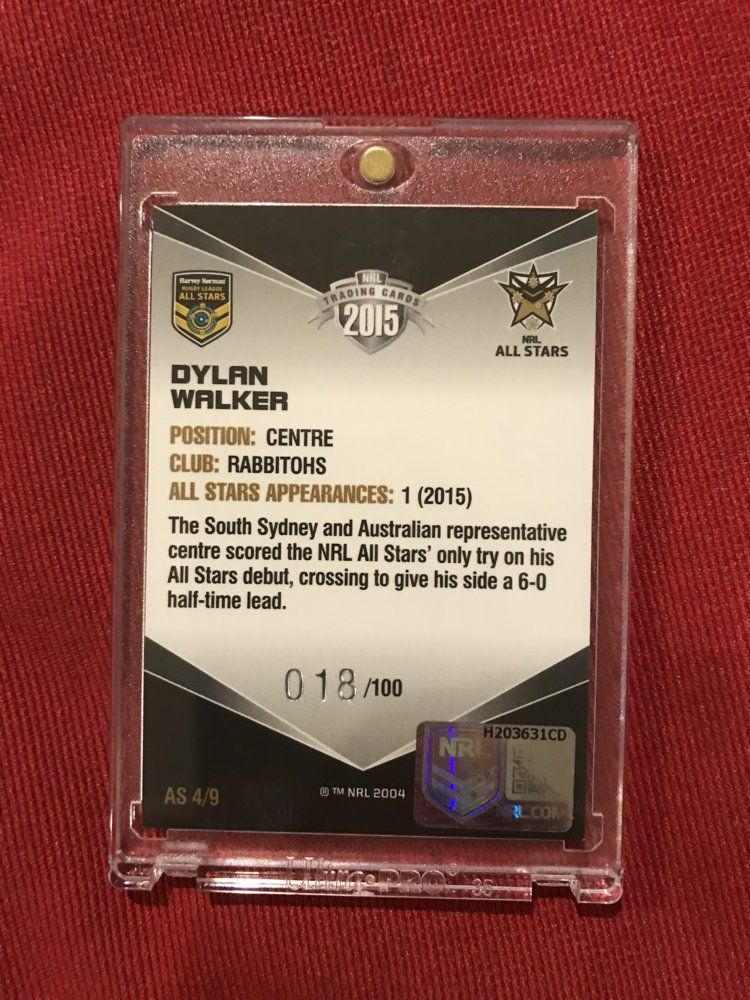 Harvey Norman
RUGBY LEAGUE
ALL STARS
NRL
TRADING CARDS
2015
NRL
ALL STARS
DYLAN
WALKER
POSITION: CENTRE
CLUB: RABBITOHS
ALL STARS APPEARANCES: 1 (2015)
The South Sydney and Australian representative
centre scored the NRL All Stars' only try on his
All Stars debut, crossing to give his side a 6-0
half-time lead.
018 /100
H203631CD
NRL
NRL.COM
AS 4/9
® ™ NRL 2004
Ultra·PRO® 35